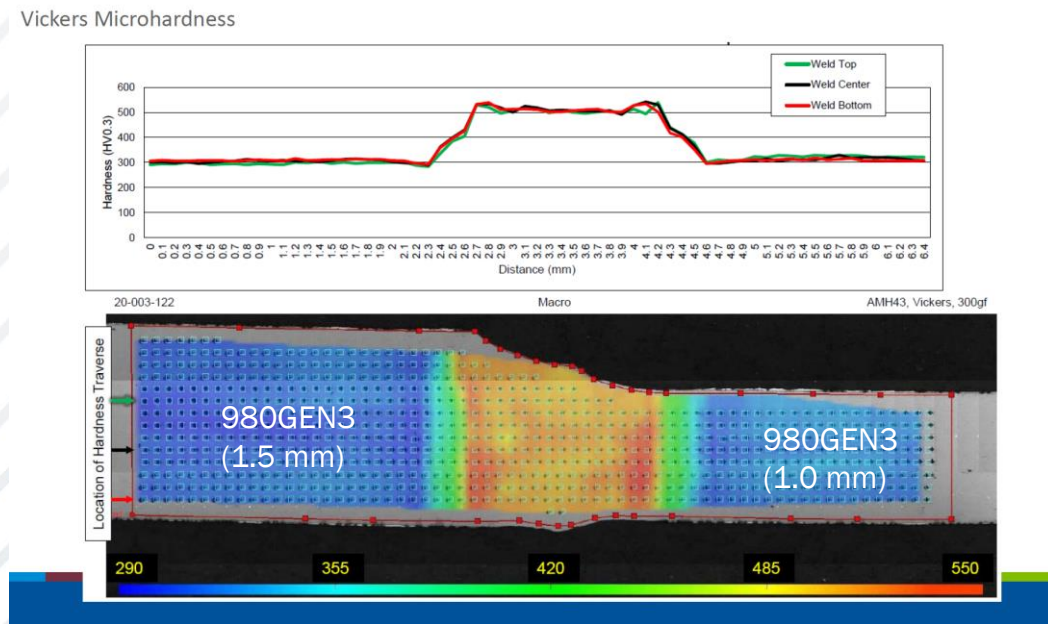 Vickers Microhardness
Weld Top
Weld Center
Weld Bottom
Hardness (HV0.3)
600
500
400
300
200
100
0
0 0.1 0.2 0.3 0.4 0.5 0.6 0.7 0.8 0.9 1 1.1 1.2 1.3 1.4 1.5 1.6 1.7 1.8 1.9 2 2.1 2.2 2.3 2.4 2.5 2.6 2.7 2.8 2.9 3 3.1 3.2 3.3 3.4 3.5 3.6 3.7 3.8 3.9 4 4.1 4.2 4.3 4.4 4.5 4.6 4.7 4.8 4.9 5 5.1 5.2 5.3 5.4 5.5 5.6 5.7 5.8 5.9 6 6.1 6.2 6.3 6.4
Distance (mm)
20-003-122 Macro AMH43, Vickers, 300gf
Location of Hardness Traverse
980GEN3
(1.5 mm)
980GEN3
(1.0 mm)
290 355 420 485 550